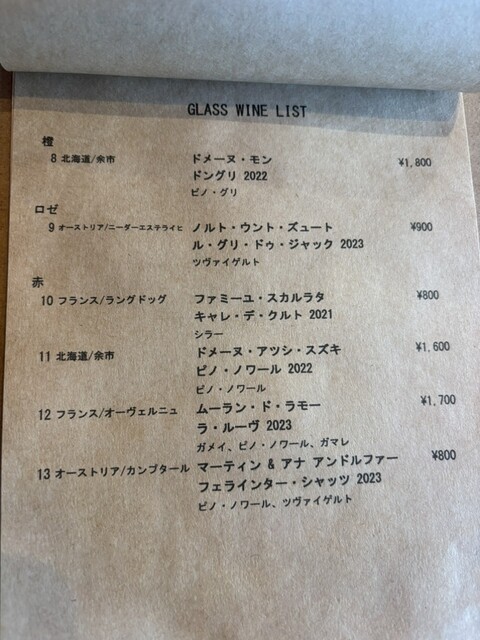 GLASS WINE LIST
橙
8 北海道/余市 ドメーヌ・モン ¥1,800
ドングリ 2022
ピノ・グリ
ロゼ
9 オーストリア/ニーダーエステライヒ ノルト・ウント・ズュート ¥900
ル・グリ・ドゥ・ジャック 2023
ツヴァイゲルト
赤
10 フランス/ラングドッグ ファミーユ・スカルラタ ¥800
キャレ・デ・クルト 2021
シラー
11 北海道/余市 ドメーヌ・アツシ・スズキ ¥1,600
ピノ・ノワール 2022
ピノ・ノワール
12 フランス/オーヴェルニュ ムーラン・ド・ラモー ¥1,700
ラ・ルーヴ 2023
ガメイ、ピノ・ノワール、ガマレ
13 オーストリア/カンプタール マーティン & アナ アンドルファー ¥800
フェラインター・シャッツ 2023
ピノ・ノワール、ツヴァイゲルト